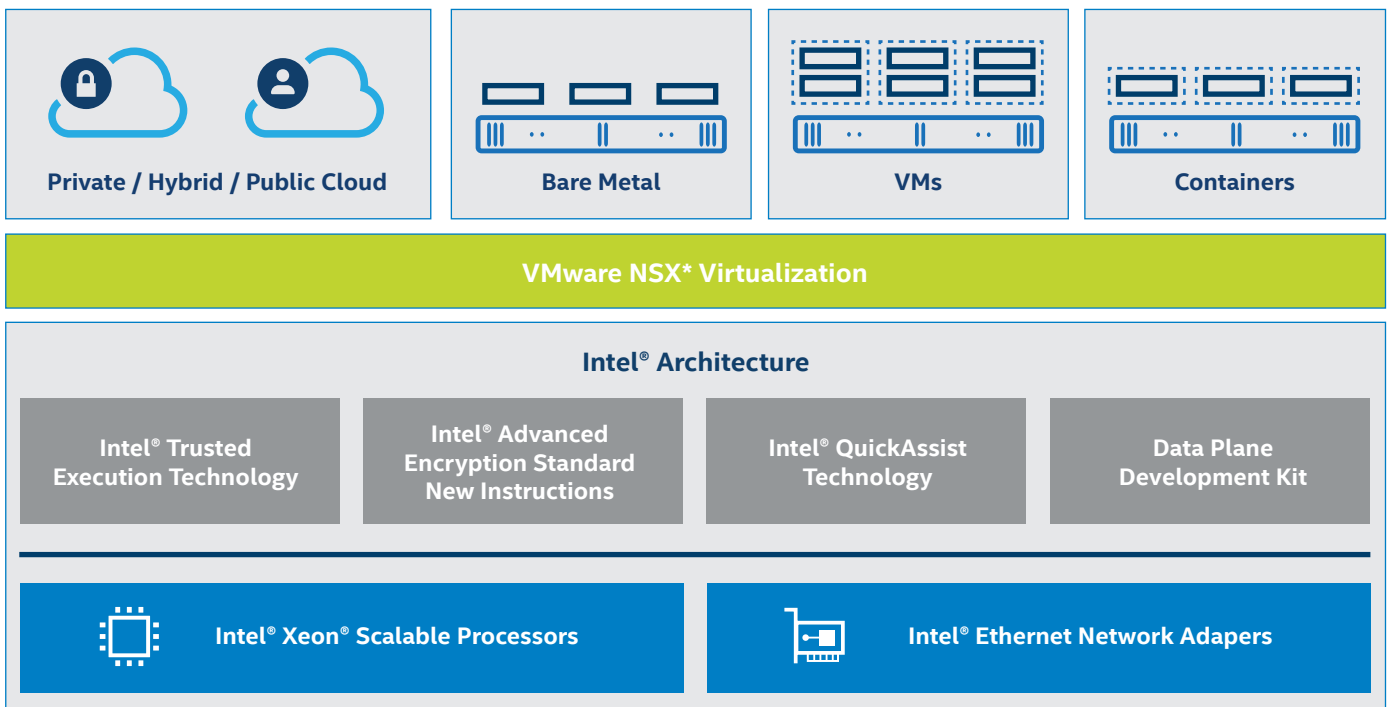 Private / Hybrid / Public Cloud
Bare Metal
VMs
Containers
VMware NSX* Virtualization
Intel® Architecture
Intel® Trusted
Execution Technology
Intel® Advanced
Encryption Standard
New Instructions
Intel® QuickAssist
Technology
Data Plane
Development Kit
Intel® Xeon® Scalable Processors
Intel® Ethernet Network Adapers